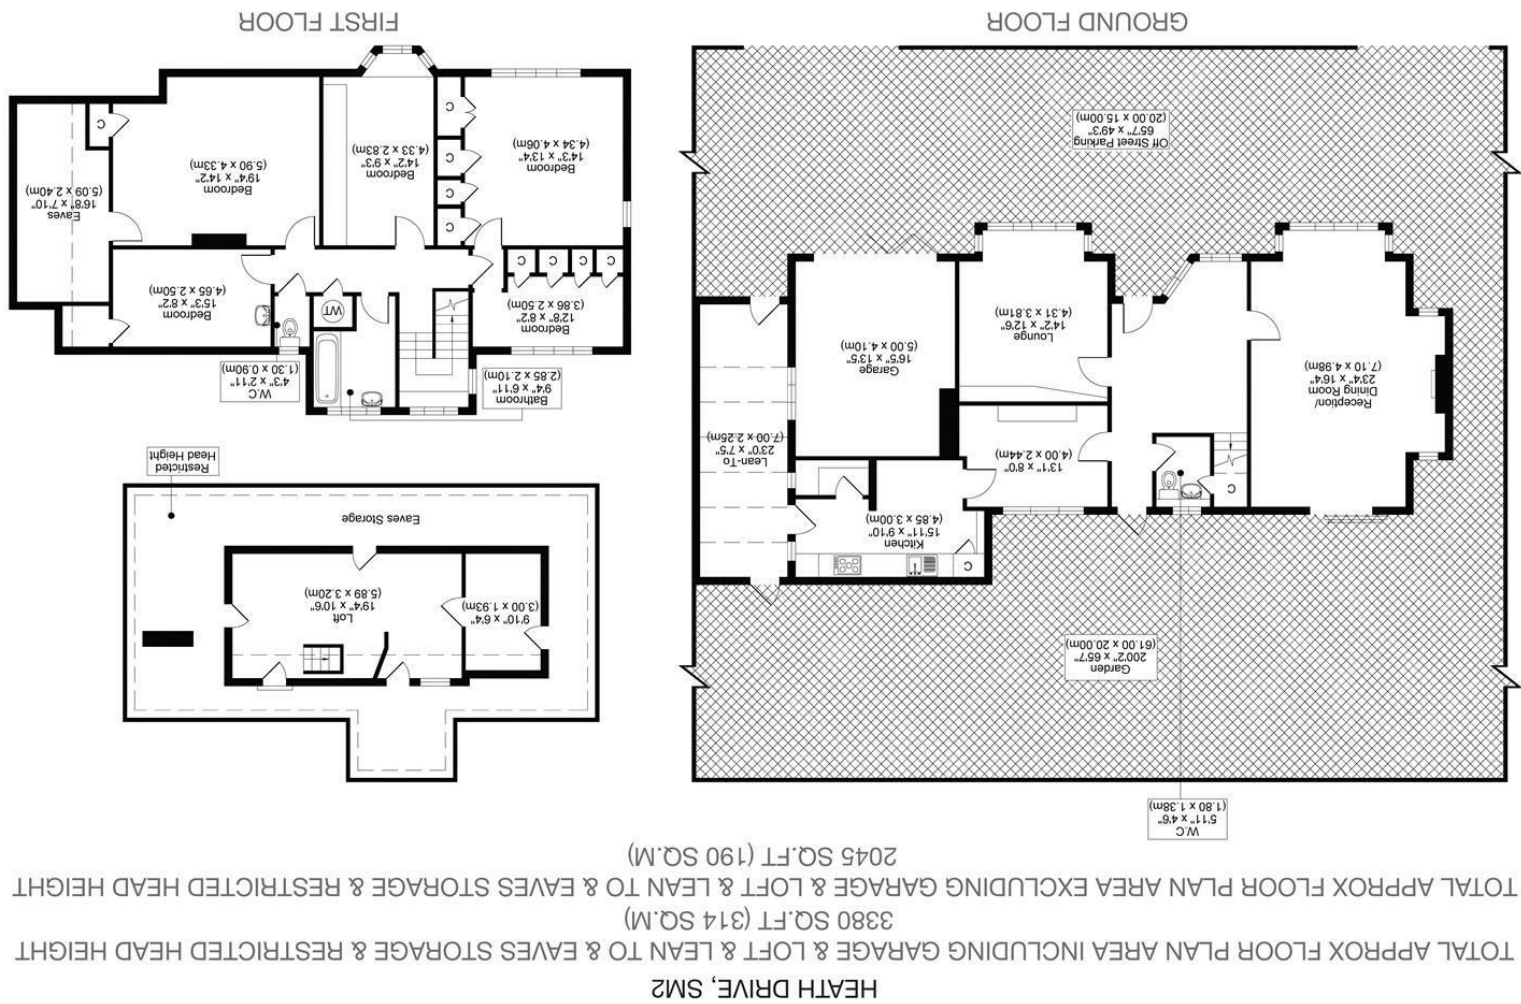 HEATH DRIVE, SM2
TOTAL APPROX FLOOR PLAN AREA INCLUDING GARAGE & LOFT & LEAN TO & EAVES STORAGE & RESTRICTED HEAD HEIGHT
3380 SQ.FT (314 SQ.M)
TOTAL APPROX FLOOR PLAN AREA EXCLUDING GARAGE & LOFT & LEAN TO & EAVES STORAGE & RESTRICTED HEAD HEIGHT
2045 SQ.FT (190 SQ.M)
W.C
5'11" x 4'6"
(1.80 x 1.38m)
Garden
200'2" x 65'7"
(61.00 x 20.00m)
C
Kitchen
15'11" x 9'10"
(4.85 x 3.00m)
C
13'1" x 8'0"
(4.00 x 2.44m)
Lean-To
23'0" x 7'5"
(7.00 x 2.25m)
Reception/
Dining Room
23'4" x 16'4"
(7.10 x 4.98m)
Garage
16'5" x 13'5"
(5.00 x 4.10m)
Lounge
14'2" x 12'6"
(4.31 x 3.81m)
Off Street Parking
65'7" x 49'3"
(20.00 x 15.00m)
GROUND FLOOR
Loft
19'4" x 10'6"
(5.89 x 3.20m)
9'10" x 6'4"
(3.00 x 1.93m)
Eaves Storage
Restricted
Head Height
Bathroom
9'4" x 6'11"
(2.85 x 2.10m)
W.C
4'3" x 2'11"
(1.30 x 0.90m)
Bedroom
12'8" x 8'2"
(3.86 x 2.50m)
WT
Bedroom
15'3" x 8'2"
(4.65 x 2.50m)
C
C
C
C
C
C
C
C
Bedroom
14'3" x 13'4"
(4.34 x 4.06m)
Bedroom
14'2" x 9'3"
(4.33 x 2.83m)
Bedroom
19'4" x 14'2"
(5.90 x 4.33m)
Eaves
16'8" x 7'10"
(5.09 x 2.40m)
C
FIRST FLOOR